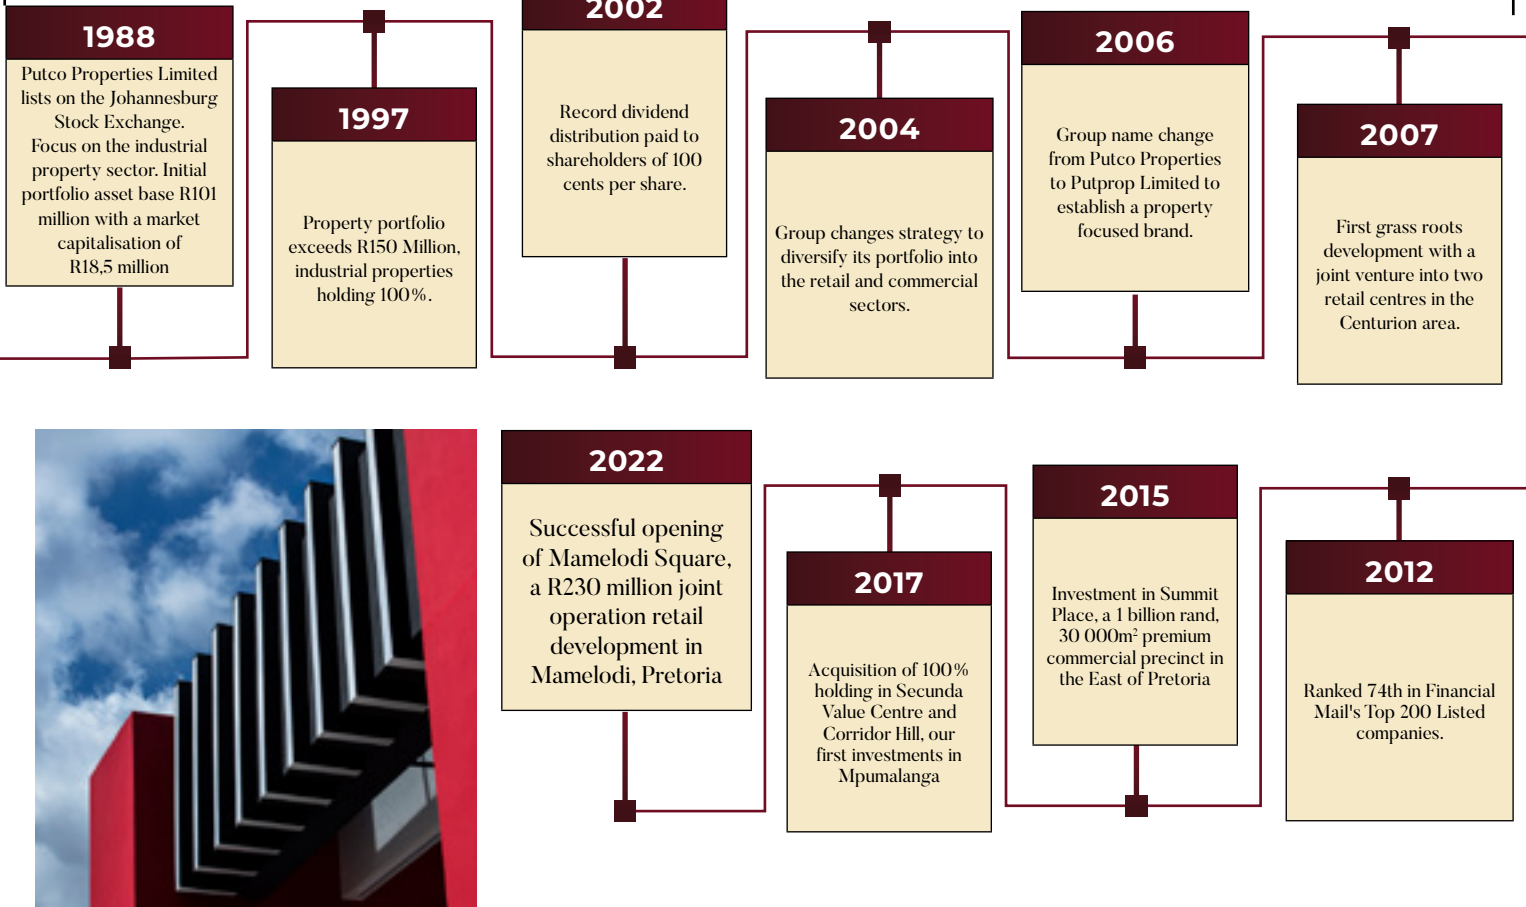 1988
Putco Properties Limited
lists on the Johannesburg
Stock Exchange.
Focus on the industrial
property sector. Initial
portfolio asset base R101
million with a market
capitalisation of
R18,5 million
1997
Property portfolio
exceeds R150 Million,
industrial properties
holding 100%.
2002
Record dividend
distribution paid to
shareholders of 100
cents per share.
2004
Group changes strategy to
diversify its portfolio into
the retail and commercial
sectors.
2006
Group name change
from Putco Properties
to Putprop Limited to
establish a property
focused brand.
2007
First grass roots
development with a
joint venture into two
retail centres in the
Centurion area.
2012
Ranked 74th in Financial
Mail's Top 200 Listed
companies.
2015
Investment in Summit
Place, a 1 billion rand,
30 000m² premium
commercial precinct in
the East of Pretoria
2017
Acquisition of 100%
holding in Secunda
Value Centre and
Corridor Hill, our
first investments in
Mpumalanga
2022
Successful opening
of Mamelodi Square,
a R230 million joint
operation retail
development in
Mamelodi, Pretoria